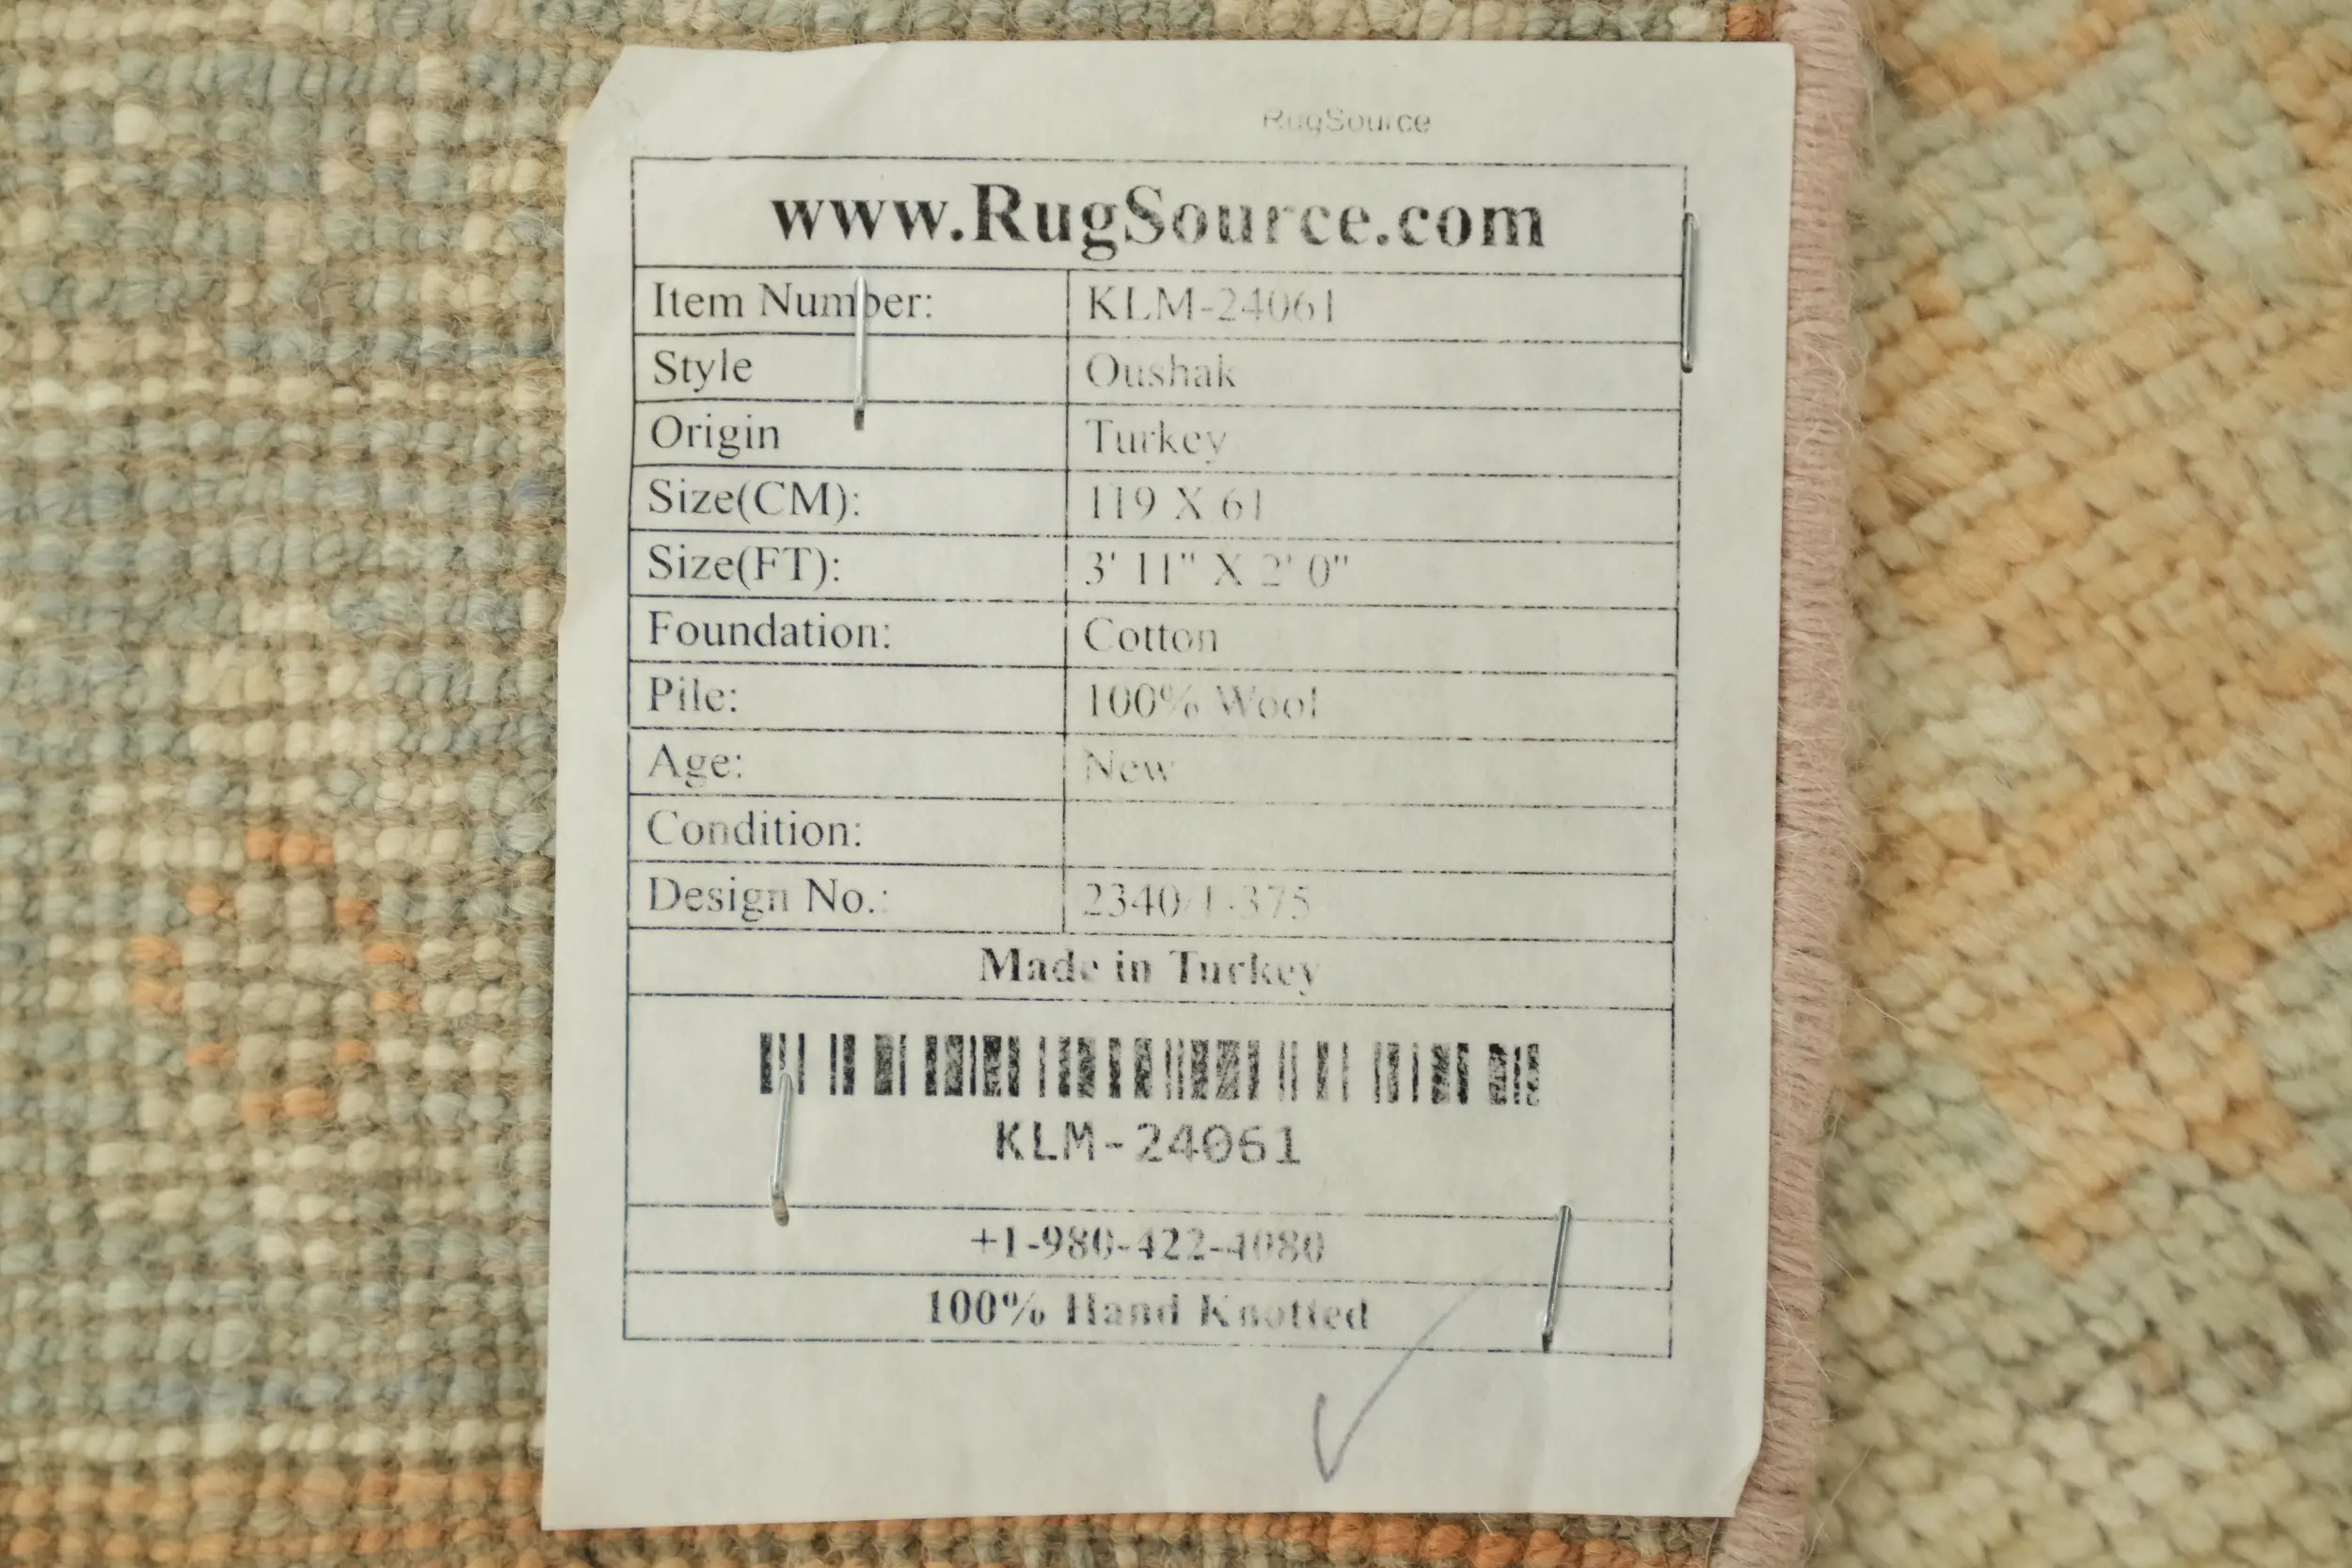 RugSource
www.RugSource.com
Item Number: KLM-24061
Style Oushak
Origin Turkey
Size(CM): 119 X 61
Size(FT): 3' 11" X 2' 0"
Foundation: Cotton
Pile: 100% Wool
Age: New
Condition:
Design No.: 2340/1-375
Made in Turkey
KLM-24061
+1-980-422-4080
100% Hand Knotted